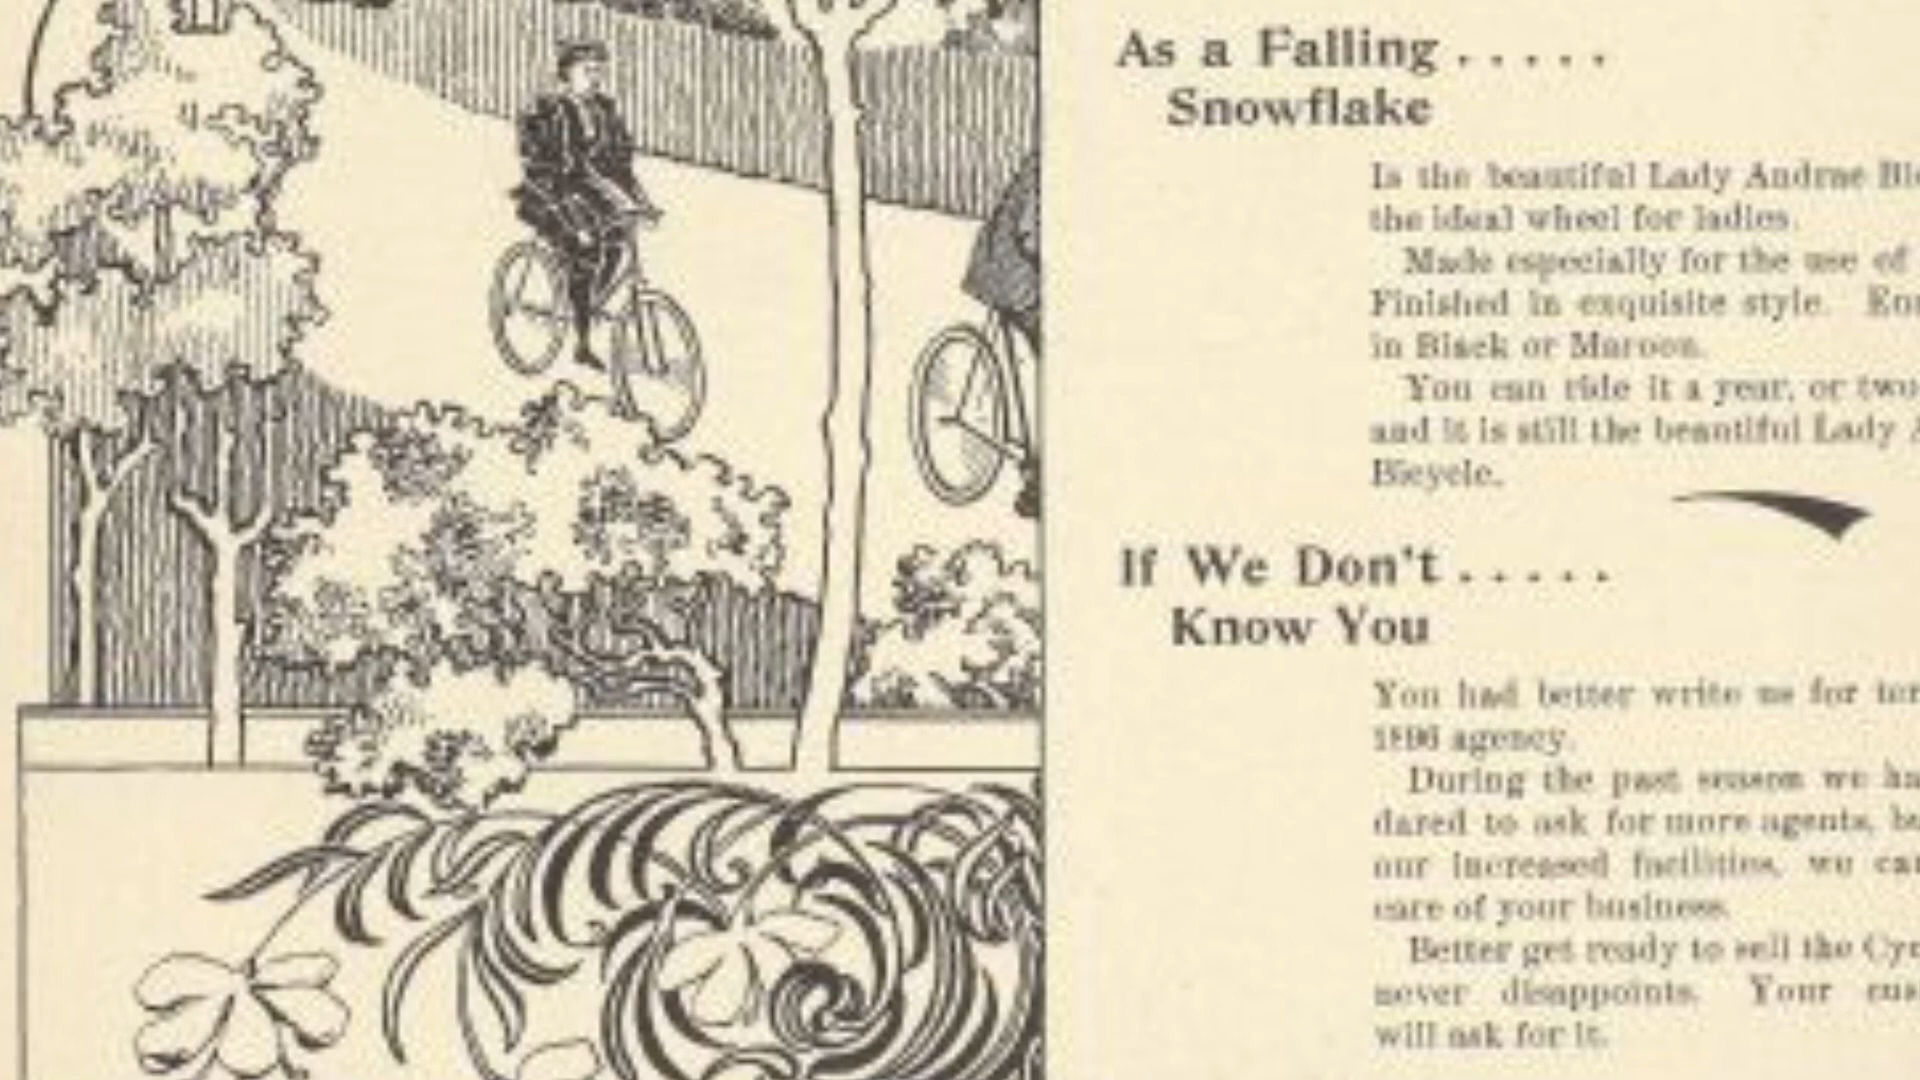 As a Falling . . . . .
Snowflake
Is the beautiful Lady Andrae
the ideal wheel for ladies.
Made especially for the use of
Finished in exquisite style.
in Black or Maroon.
You can ride it a year, or two
and it is still the beautiful Lady
Bicycle.
If We Don't . . . . .
Know You
You had better write us for
1896 agency.
During the past season we
dared to ask for more agents,
our increased facilities, we
care of your business.
Better get ready to sell the
never disappoints. Your
will ask for it.